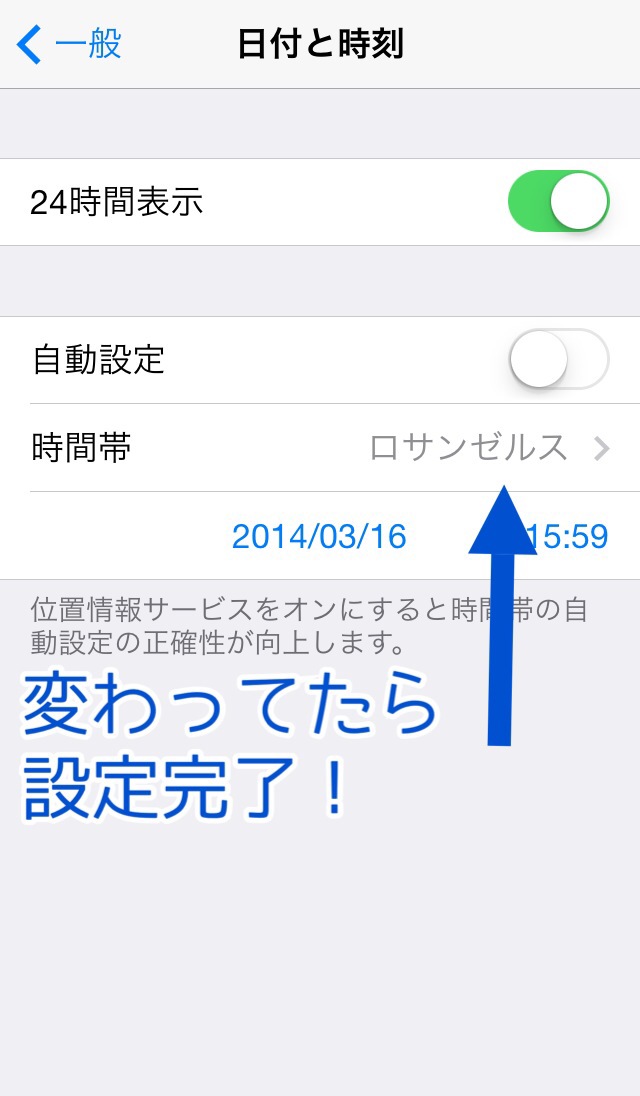 一般
日付と時刻
24時間表示
自動設定
時間帯 ロサンゼルス
2014/03/16 15:59
位置情報サービスをオンにすると時間帯の自
動設定の正確性が向上します。
変わってたら
設定完了！